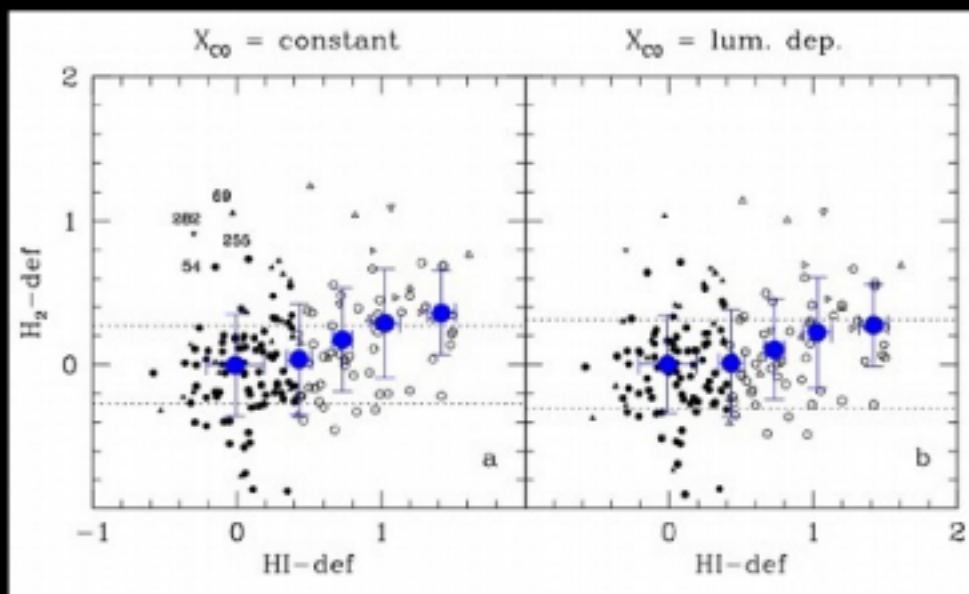 X_CO = constant
X_CO = lum. dep.
2
1
0
H₂-def
69
282
255
54
a
b
-1 0 1 0 1 2
HI-def
HI-def